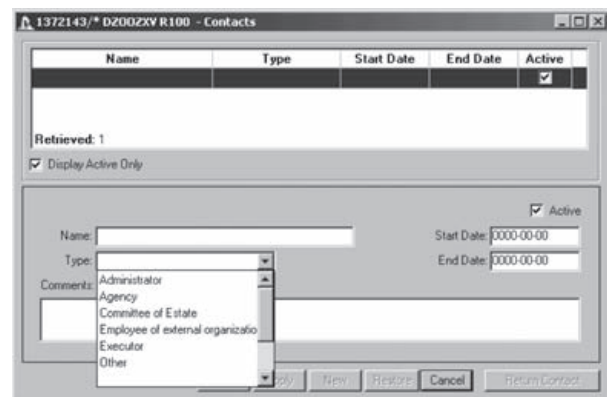 1372143/* DZ00ZXV R100 - Contacts
Name Type Start Date End Date Active
Retrieved: 1
Display Active Only
Active
Name: Start Date: 0000-00-00
Type: End Date: 0000-00-00
Comments:
Administrator
Agency
Committee of Estate
Employee of external organizatio
Executor
Other
New Restore Cancel Return Contact